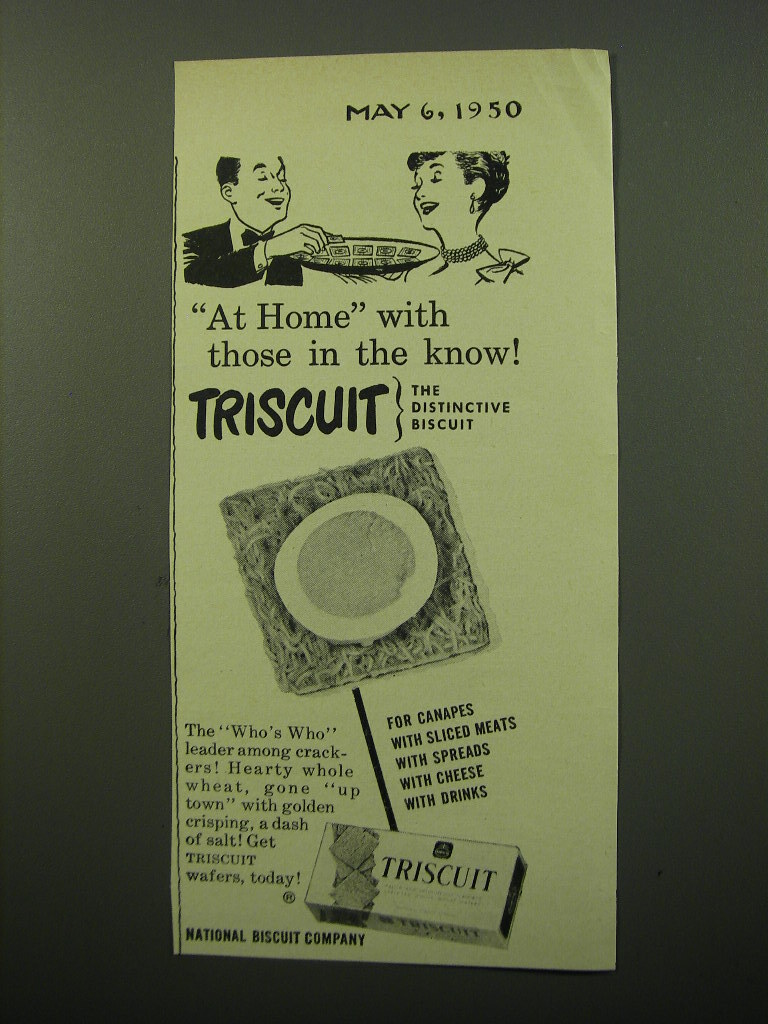 MAY 6, 1950
“At Home” with
those in the know!
TRISCUIT
THE
DISTINCTIVE
BISCUIT
FOR CANAPES
WITH SLICED MEATS
WITH SPREADS
WITH CHEESE
WITH DRINKS
The “Who’s Who”
leader among crack-
ers! Hearty whole
wheat, gone “up
town” with golden
crisping, a dash
of salt! Get
TRISCUIT
wafers, today!
®
TRISCUIT
TRISCUIT
NATIONAL BISCUIT COMPANY